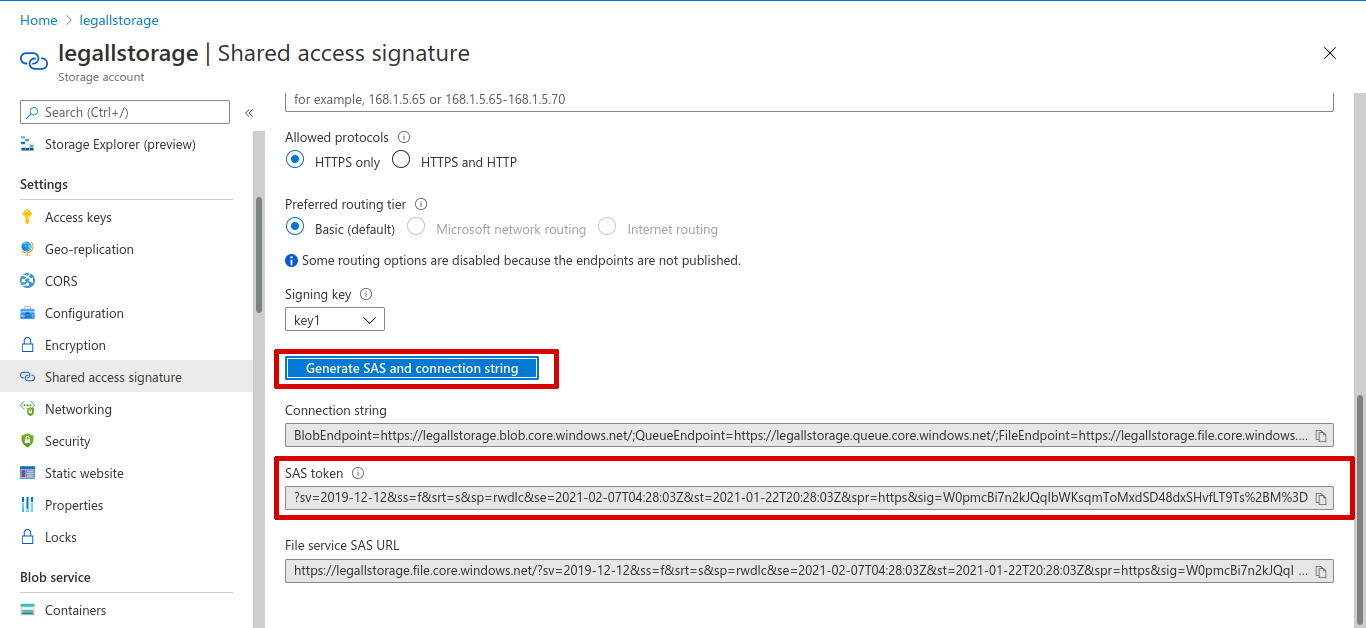 Home > legallstorage
legallstorage | Shared access signature
Storage account
Search (Ctrl+/)
«
Storage Explorer (preview)
Settings
Access keys
Geo-replication
CORS
Configuration
Encryption
Shared access signature
Networking
Security
Static website
Properties
Locks
Blob service
Containers
for example, 168.1.5.65 or 168.1.5.65-168.1.5.70
Allowed protocols
HTTPS only HTTPS and HTTP
Preferred routing tier
Basic (default) Microsoft network routing Internet routing
Some routing options are disabled because the endpoints are not published.
Signing key
key1
Generate SAS and connection string
Connection string
BlobEndpoint=https://legallstorage.blob.core.windows.net/;QueueEndpoint=https://legallstorage.queue.core.windows.net/;FileEndpoint=https://legallstorage.file.core.windows....
SAS token
?sv=2019-12-12&ss=f&srt=s&sp=rwdlc&se=2021-02-07T04:28:03Z&st=2021-01-22T20:28:03Z&spr=https&sig=W0pmcBi7n2kJQqIbWKsqmToMxdSD48dxSHvfLT9Ts%2BM%3D
File service SAS URL
https://legallstorage.file.core.windows.net/?sv=2019-12-12&ss=f&srt=s&sp=rwdlc&se=2021-02-07T04:28:03Z&st=2021-01-22T20:28:03Z&spr=https&sig=W0pmcBi7n2kJQqI ...